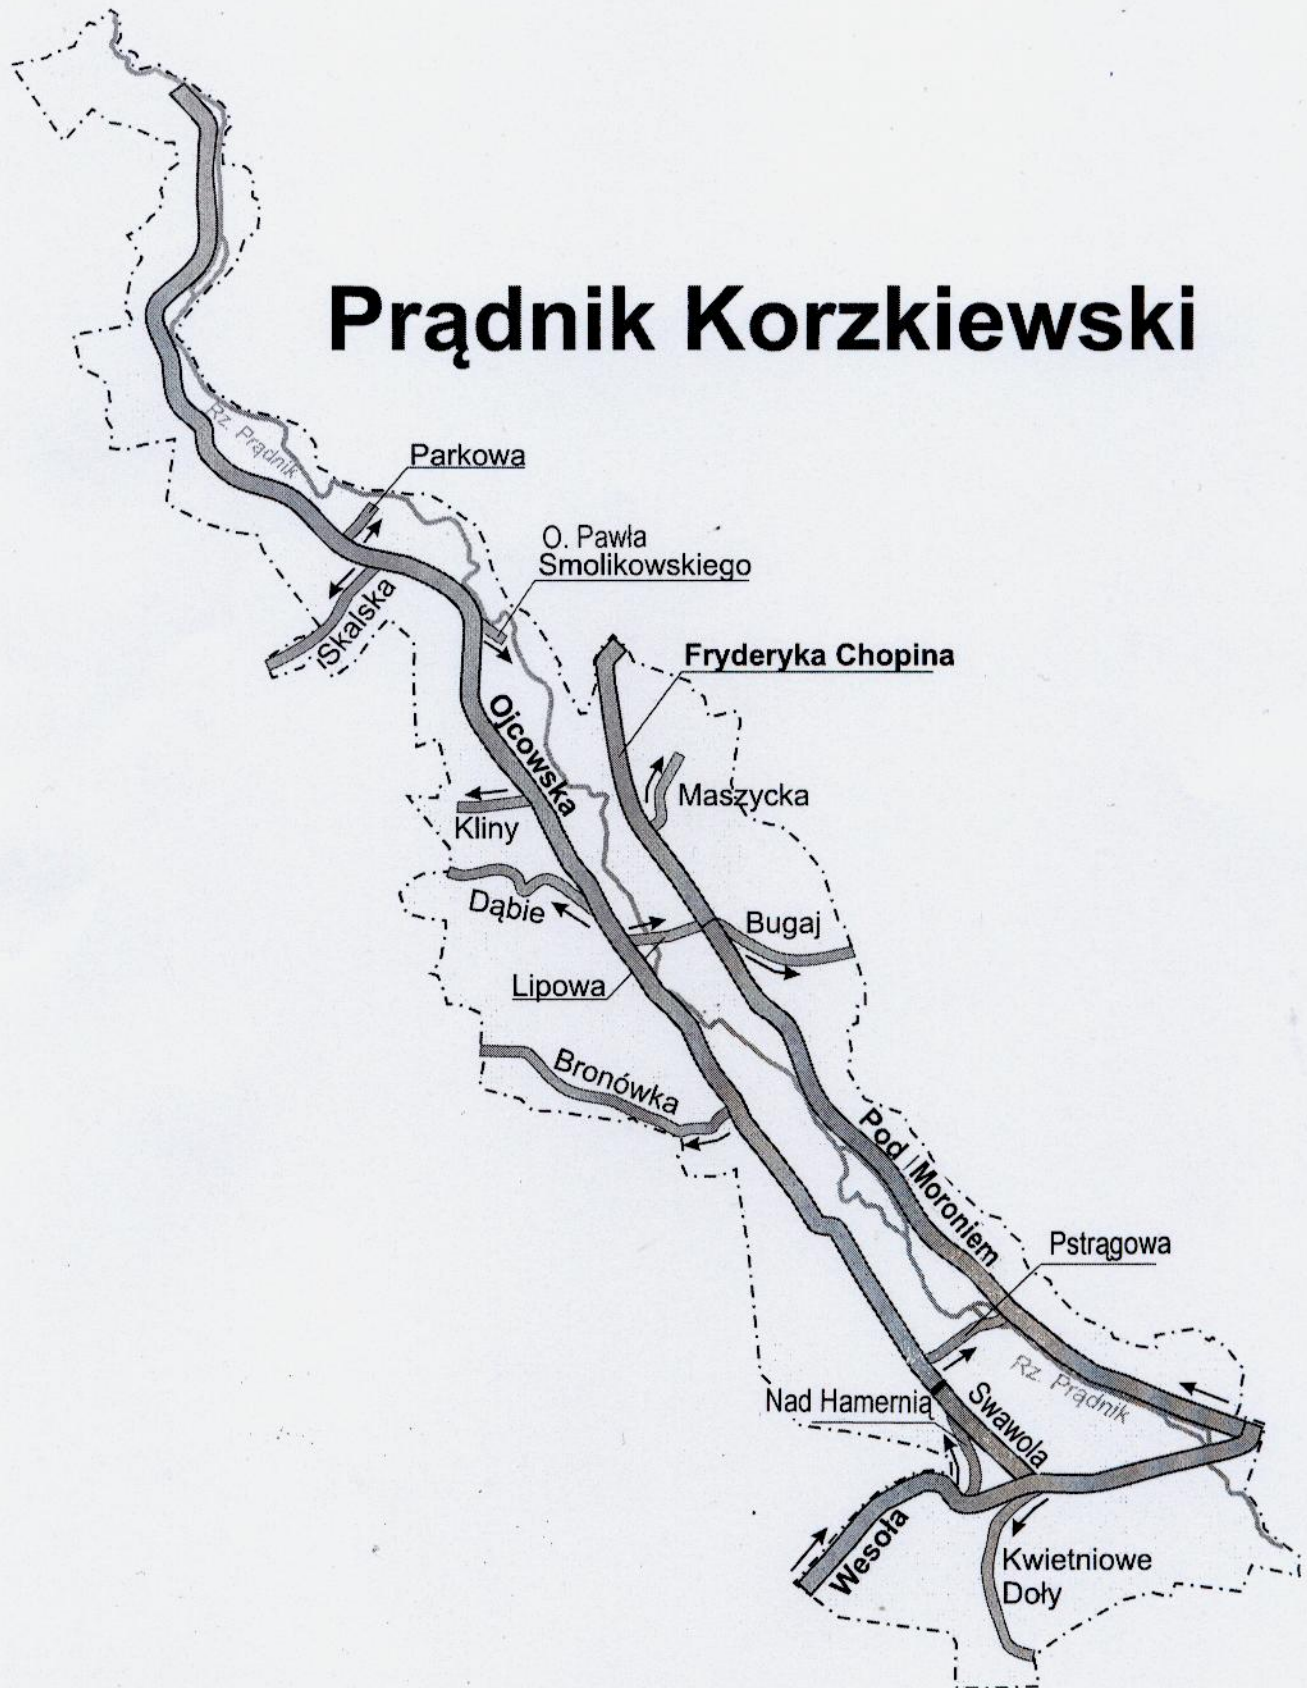 Prądnik Korzkiewski
Rz. Prądnik
Parkowa
O. Pawła
Smolikowskiego
Skalska
Fryderyka Chopina
Ojcowska
Maszycka
Kliny
Dąbie
Bugaj
Lipowa
Bronówka
Pod Moroniem
Pstrągowa
Rz. Prądnik
Nad Hamernią
Swawola
Wesoła
Kwietniowe
Doły